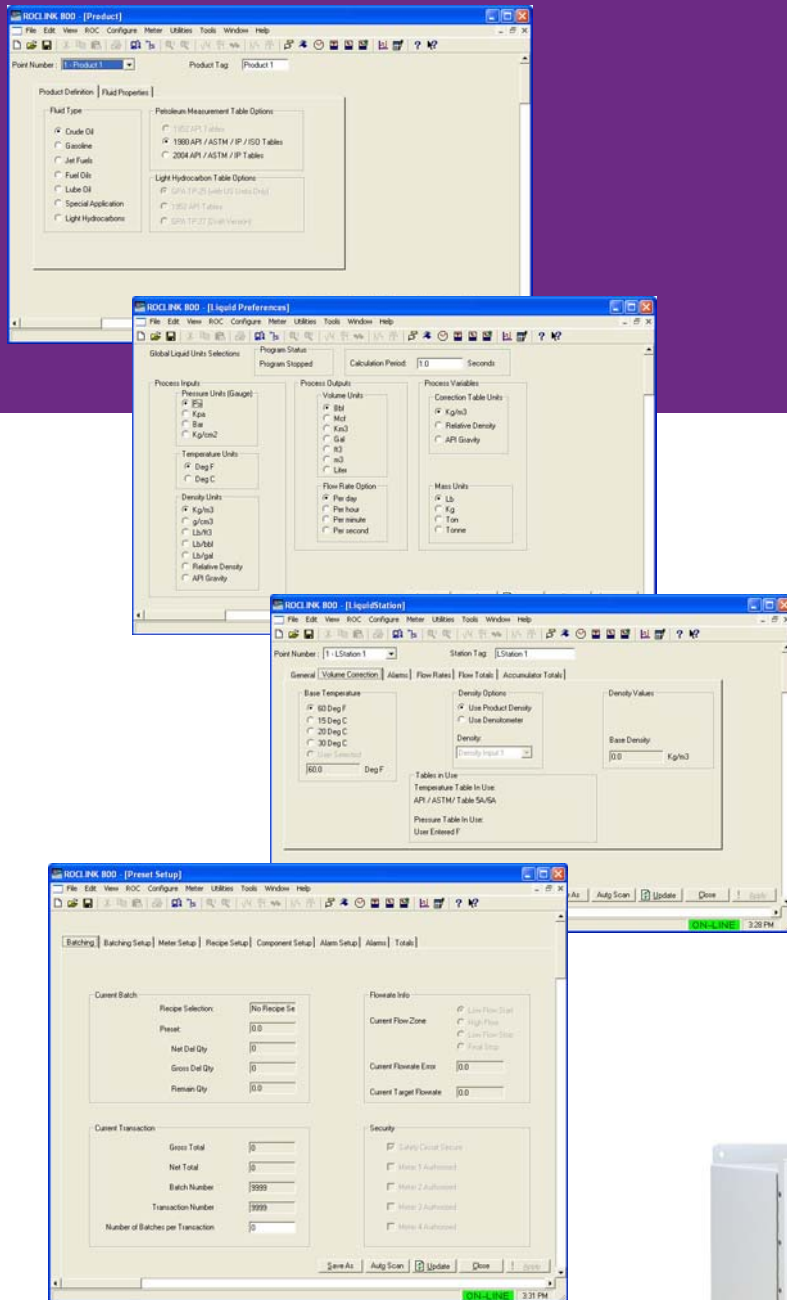 ROCLINK 800 - [Product]
File Edit View ROC Configure Meter Utilities Tools Window Help
Point Number : 1 - Product 1 Product Tag: Product 1
Product Definition Fluid Properties
Fluid Type
Crude Oil
Gasoline
Jet Fuels
Fuel Oils
Lube Oil
Special Application
Light Hydrocarbons
Petroleum Measurement Table Options
1952 API Tables
1980 API / ASTM / IP / ISO Tables
2004 API / ASTM / IP Tables
Light Hydrocarbon Table Options
GPA TP-25 (with US Units Only)
1952 API Tables
GPA TP-27 (Draft Version)
ROCLINK 800 - [Liquid Preferences]
File Edit View ROC Configure Meter Utilities Tools Window Help
Global Liquid Units Selections
Program Status
Program Stopped
Calculation Period: 1.0 Seconds
Process Inputs
Pressure Units (Gauge)
Psi
Kpa
Bar
Kg/cm2
Temperature Units
Deg F
Deg C
Density Units
Kg/m3
g/cm3
Lb/ft3
Lb/bbl
Lb/gal
Relative Density
API Gravity
Process Outputs
Volume Units
Bbl
Mcf
Km3
Gal
ft3
m3
Liter
Flow Rate Option
Per day
Per hour
Per minute
Per second
Process Variables
Correction Table Units
Kg/m3
Relative Density
API Gravity
Mass Units
Lb
Kg
Ton
Tonne
ROCLINK 800 - [LiquidStation]
File Edit View ROC Configure Meter Utilities Tools Window Help
Point Number : 1 - LStation 1 Station Tag: LStation 1
General Volume Correction Alarms Flow Rates Flow Totals Accumulator Totals
Base Temperature
60 Deg F
15 Deg C
20 Deg C
30 Deg C
User Selected
60.0 Deg F
Density Options
Use Product Density
Use Densitometer
Density:
Density Input 1
Density Values
Base Density:
0.0 Kg/m3
Tables in Use
Temperature Table In Use:
API / ASTM/ Table 5A/6A
Pressure Table In Use:
User Entered F
As Auto Scan Update Close ! Apply
ON-LINE 3:28 PM
ROCLINK 800 - [Preset Setup]
File Edit View ROC Configure Meter Utilities Tools Window Help
Batching Batching Setup Meter Setup Recipe Setup Component Setup Alarm Setup Alarms Totals
Current Batch
Recipe Selection: No Recipe Se
Preset: 0.0
Net Del Qty 0
Gross Del Qty 0
Remain Qty 0.0
Flowrate Info
Current Flow Zone
Low Flow Start
High Flow
Low Flow Stop
Final Stop
Current Flowrate Error 0.0
Current Target Flowrate 0.0
Current Transaction
Gross Total 0
Net Total 0
Batch Number 9999
Transaction Number 9999
Number of Batches per Transaction 0
Security
Safety Circuit Secure
Meter 1 Authorized
Meter 2 Authorized
Meter 3 Authorized
Meter 4 Authorized
Save As Auto Scan Update Close ! Apply
ON-LINE 3:31 PM